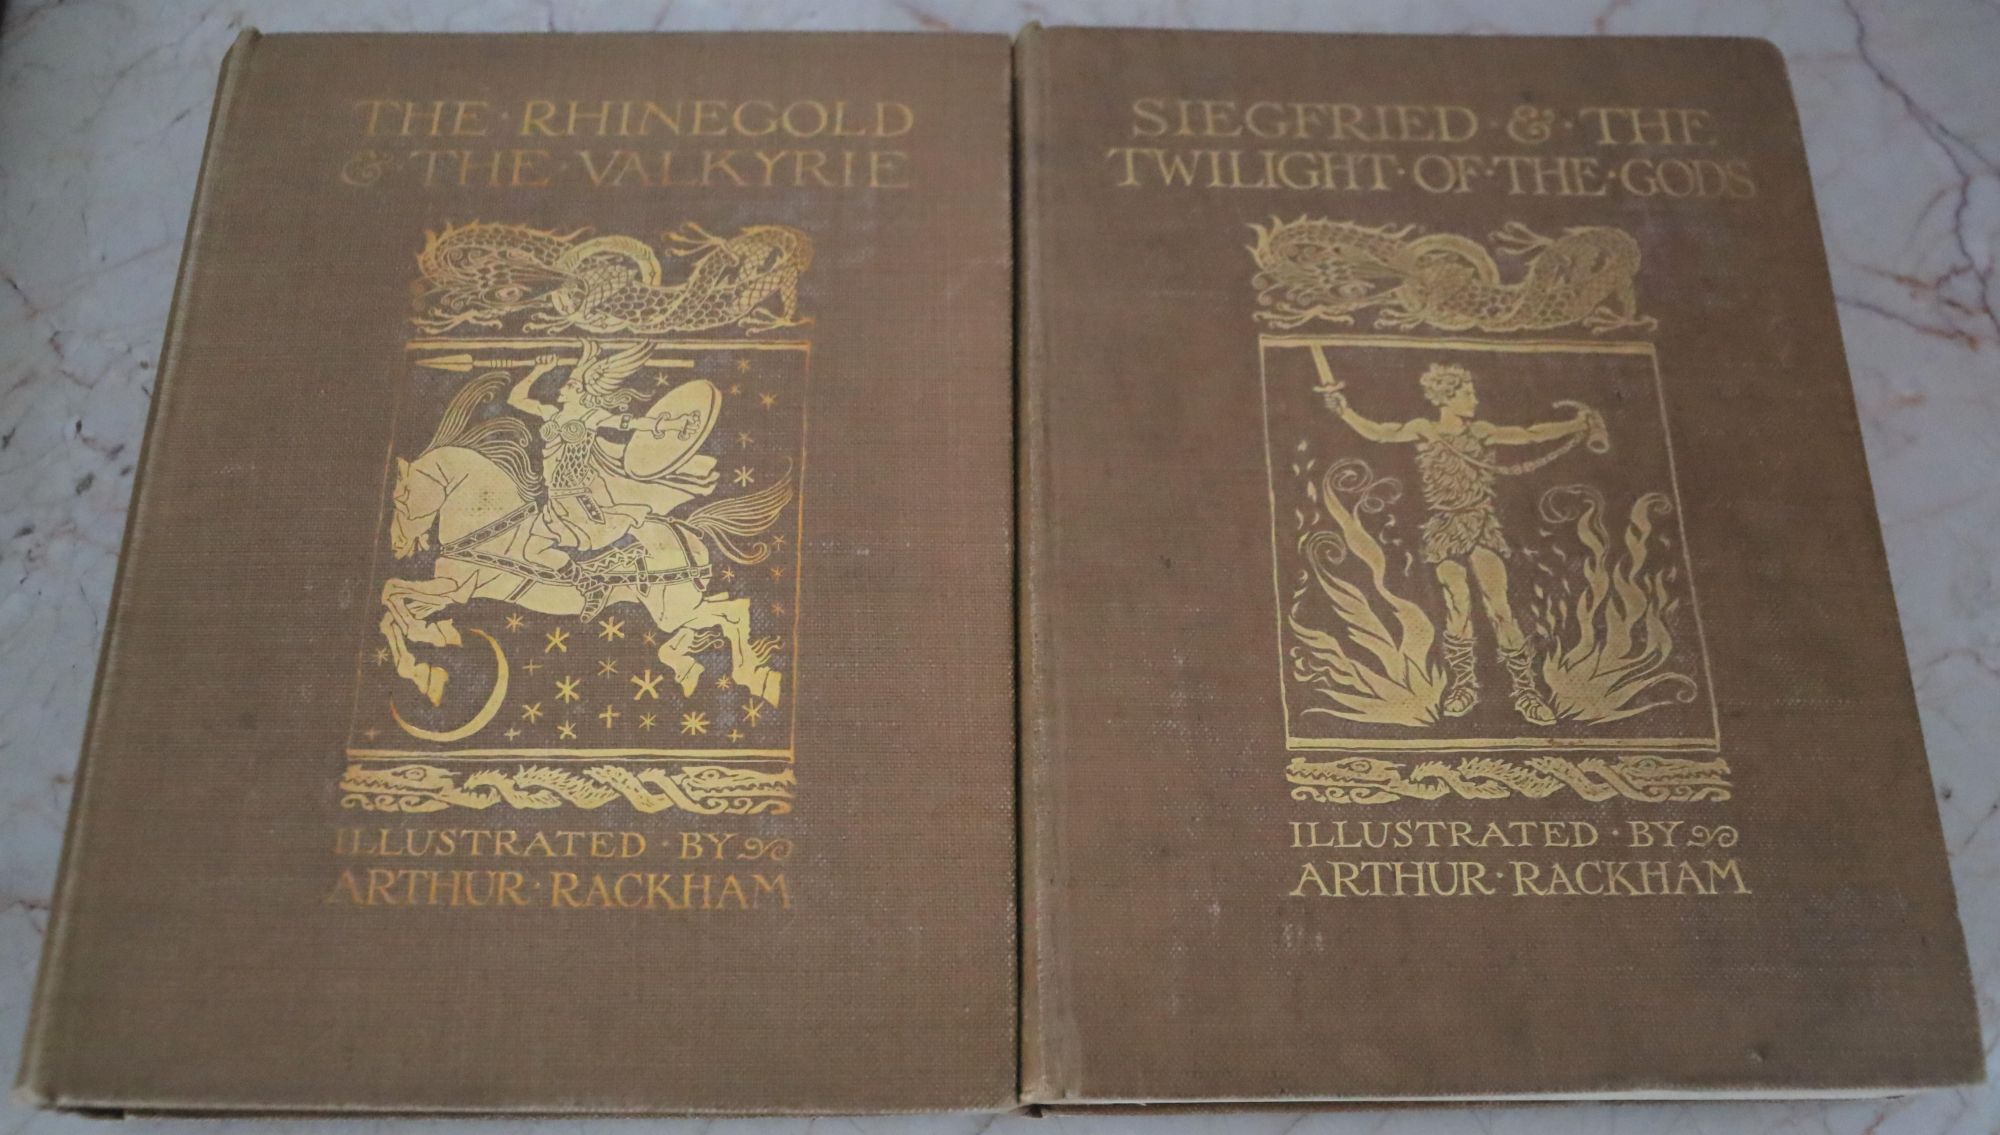 THE · RHINEGOLD
& · THE · VALKYRIE
ILLUSTRATED · BY
ARTHUR · RACKHAM
SIEGFRIED · & · THE
TWILIGHT · OF · THE · GODS
ILLUSTRATED · BY
ARTHUR · RACKHAM